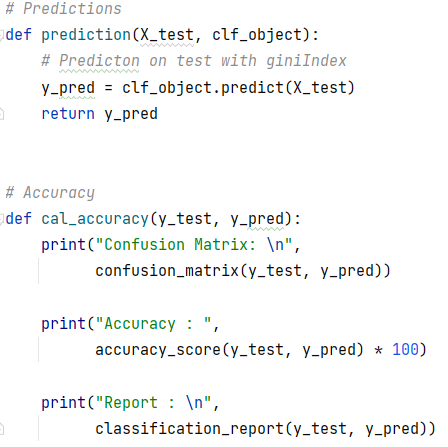 # Predictions
def prediction(X_test, clf_object):
    # Predicton on test with giniIndex
    y_pred = clf_object.predict(X_test)
    return y_pred
# Accuracy
def cal_accuracy(y_test, y_pred):
    print("Confusion Matrix: \n",
          confusion_matrix(y_test, y_pred))
    print("Accuracy : ",
          accuracy_score(y_test, y_pred) * 100)
    print("Report : \n",
          classification_report(y_test, y_pred))